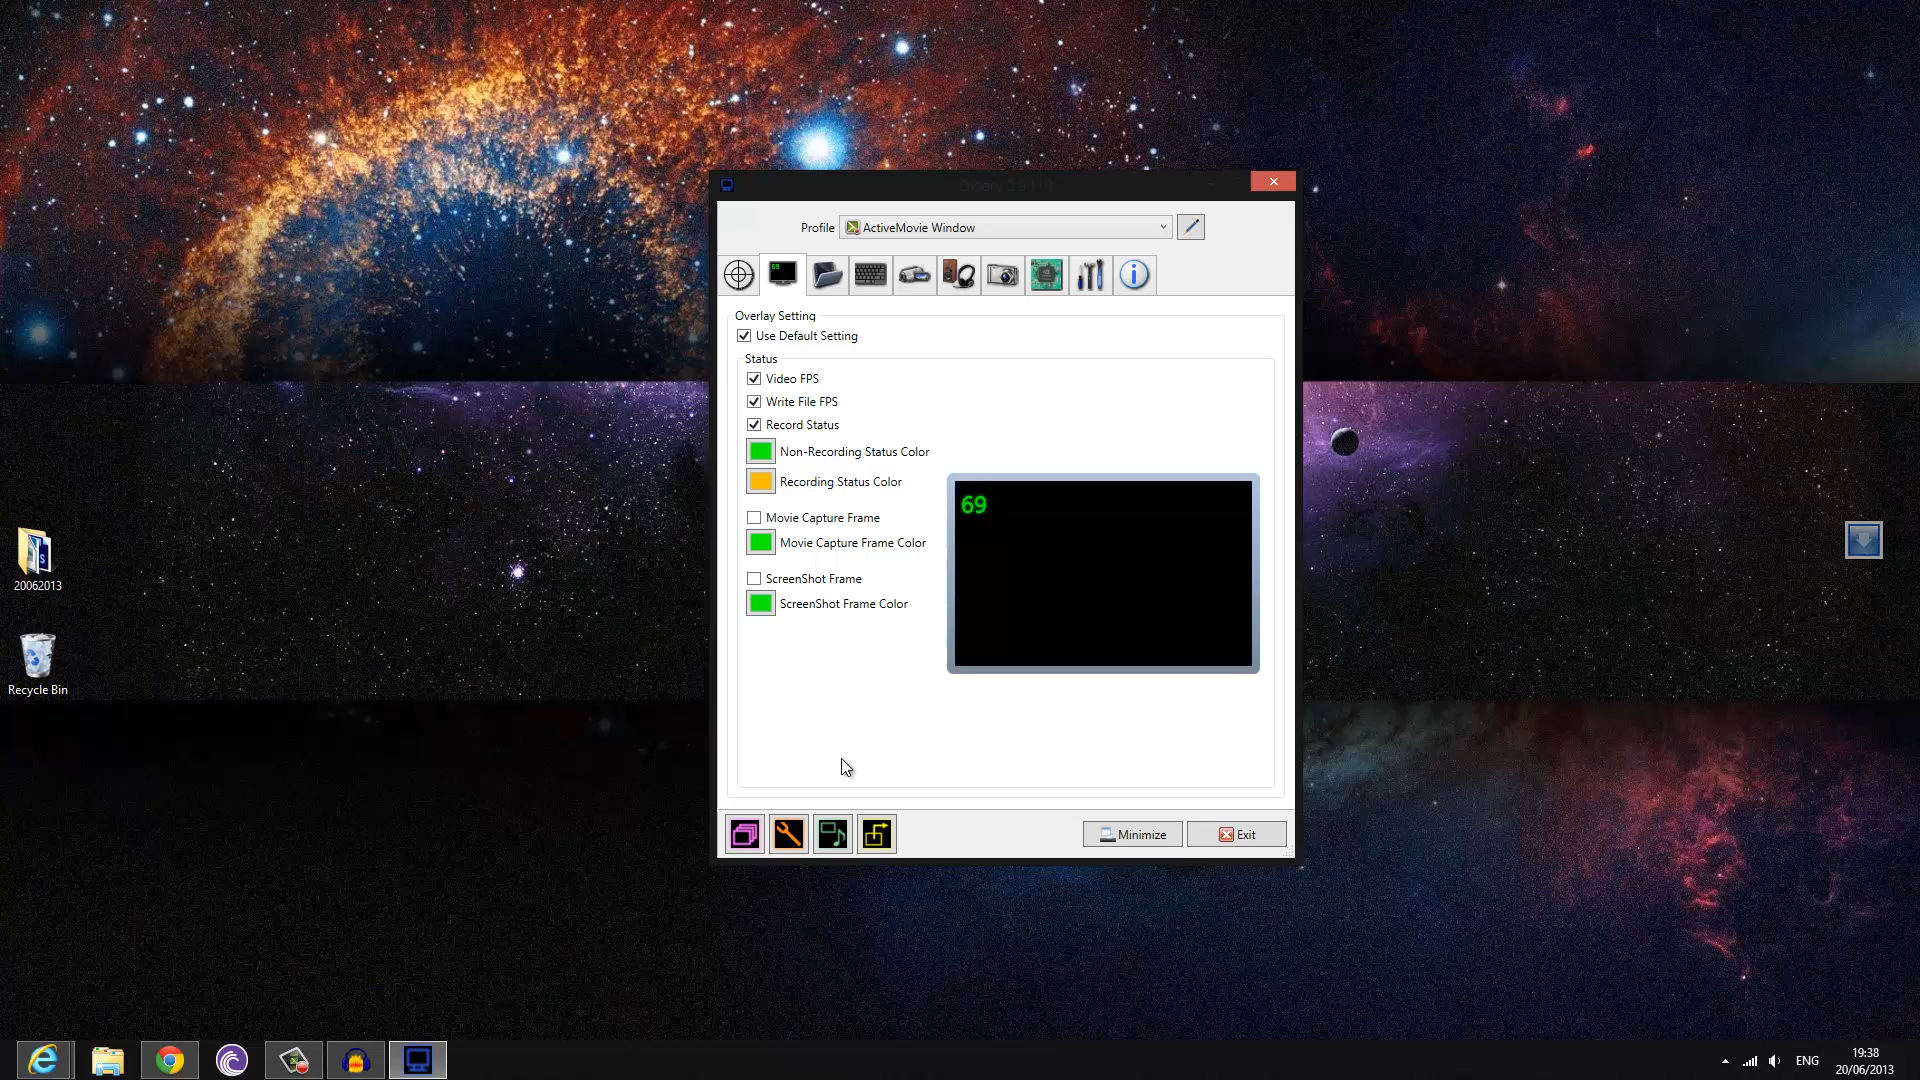 Profile
ActiveMovie Window
69
Overlay Setting
Use Default Setting
Status
Video FPS
Write File FPS
Record Status
Non-Recording Status Color
Recording Status Color
Movie Capture Frame
Movie Capture Frame Color
ScreenShot Frame
ScreenShot Frame Color
69
Minimize
Exit
20062013
Recycle Bin
ENG
19:38
20/06/2013